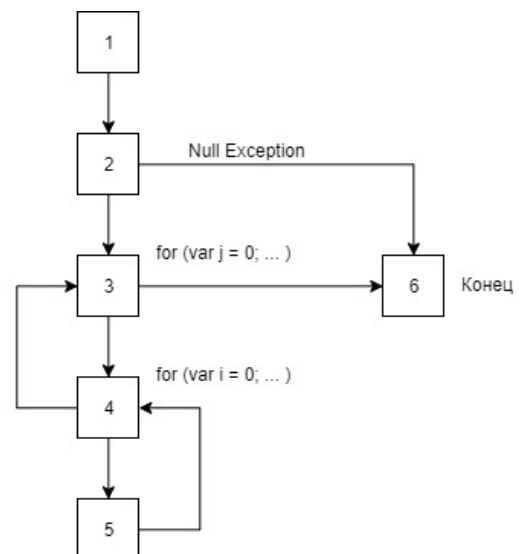 1
2
Null Exception
for (var j = 0; ... )
3
6
Конец
for (var i = 0; ... )
4
5